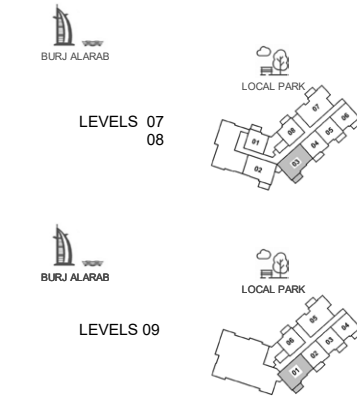 BURJ ALARAB
LOCAL PARK
LEVELS 07
08
07
06
08
05
01
04
03
02
BURJ ALARAB
LOCAL PARK
LEVELS 09
05
04
06
03
02
01